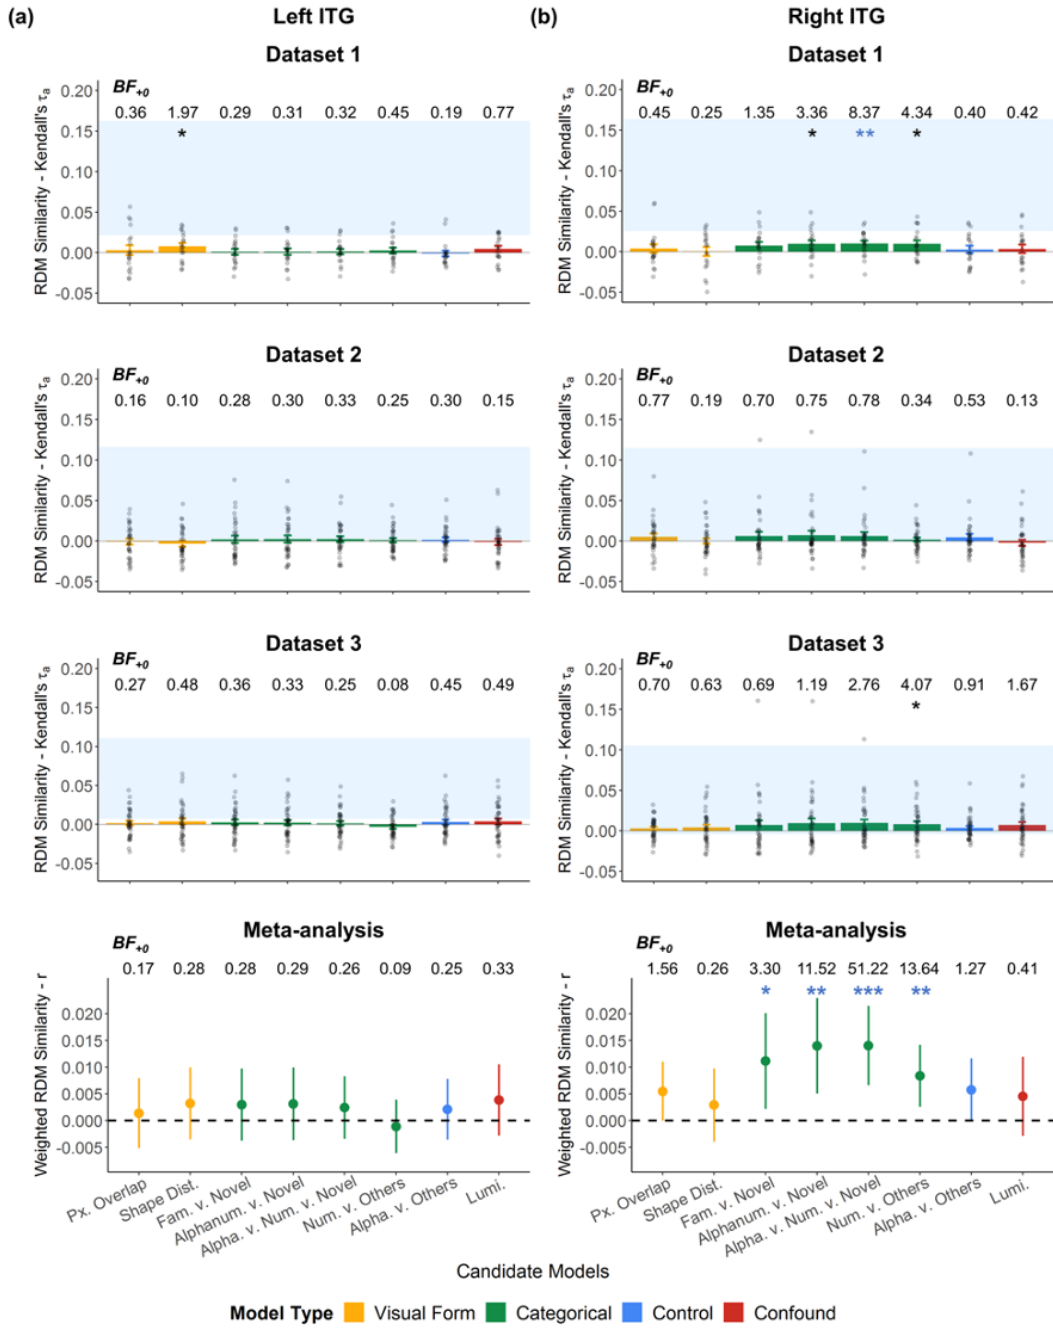 (a) Left ITG
Dataset 1
RDM Similarity - Kendall's τa
BF+0
0.36 1.97 0.29 0.31 0.32 0.45 0.19 0.77
*
0.20
0.15
0.10
0.05
0.00
-0.05
Dataset 2
RDM Similarity - Kendall's τa
BF+0
0.16 0.10 0.28 0.30 0.33 0.25 0.30 0.15
0.20
0.15
0.10
0.05
0.00
-0.05
Dataset 3
RDM Similarity - Kendall's τa
BF+0
0.27 0.48 0.36 0.33 0.25 0.08 0.45 0.49
0.20
0.15
0.10
0.05
0.00
-0.05
Meta-analysis
Weighted RDM Similarity - r
BF+0
0.17 0.28 0.28 0.29 0.26 0.09 0.25 0.33
0.020
0.015
0.010
0.005
0.000
-0.005
Px. Overlap
Shape Dist.
Fam. v. Novel
Alphanum. v. Novel
Alpha. v. Num. v. Novel
Num. v. Others
Alpha. v. Others
Lumi.
(b) Right ITG
Dataset 1
RDM Similarity - Kendall's τa
BF+0
0.45 0.25 1.35 3.36 8.37 4.34 0.40 0.42
* ** *
0.20
0.15
0.10
0.05
0.00
-0.05
Dataset 2
RDM Similarity - Kendall's τa
BF+0
0.77 0.19 0.70 0.75 0.78 0.34 0.53 0.13
0.20
0.15
0.10
0.05
0.00
-0.05
Dataset 3
RDM Similarity - Kendall's τa
BF+0
0.70 0.63 0.69 1.19 2.76 4.07 0.91 1.67
*
0.20
0.15
0.10
0.05
0.00
-0.05
Meta-analysis
Weighted RDM Similarity - r
BF+0
1.56 0.26 3.30 11.52 51.22 13.64 1.27 0.41
* ** *** **
0.020
0.015
0.010
0.005
0.000
-0.005
Px. Overlap
Shape Dist.
Fam. v. Novel
Alphanum. v. Novel
Alpha. v. Num. v. Novel
Num. v. Others
Alpha. v. Others
Lumi.
Candidate Models
Model Type Visual Form Categorical Control Confound